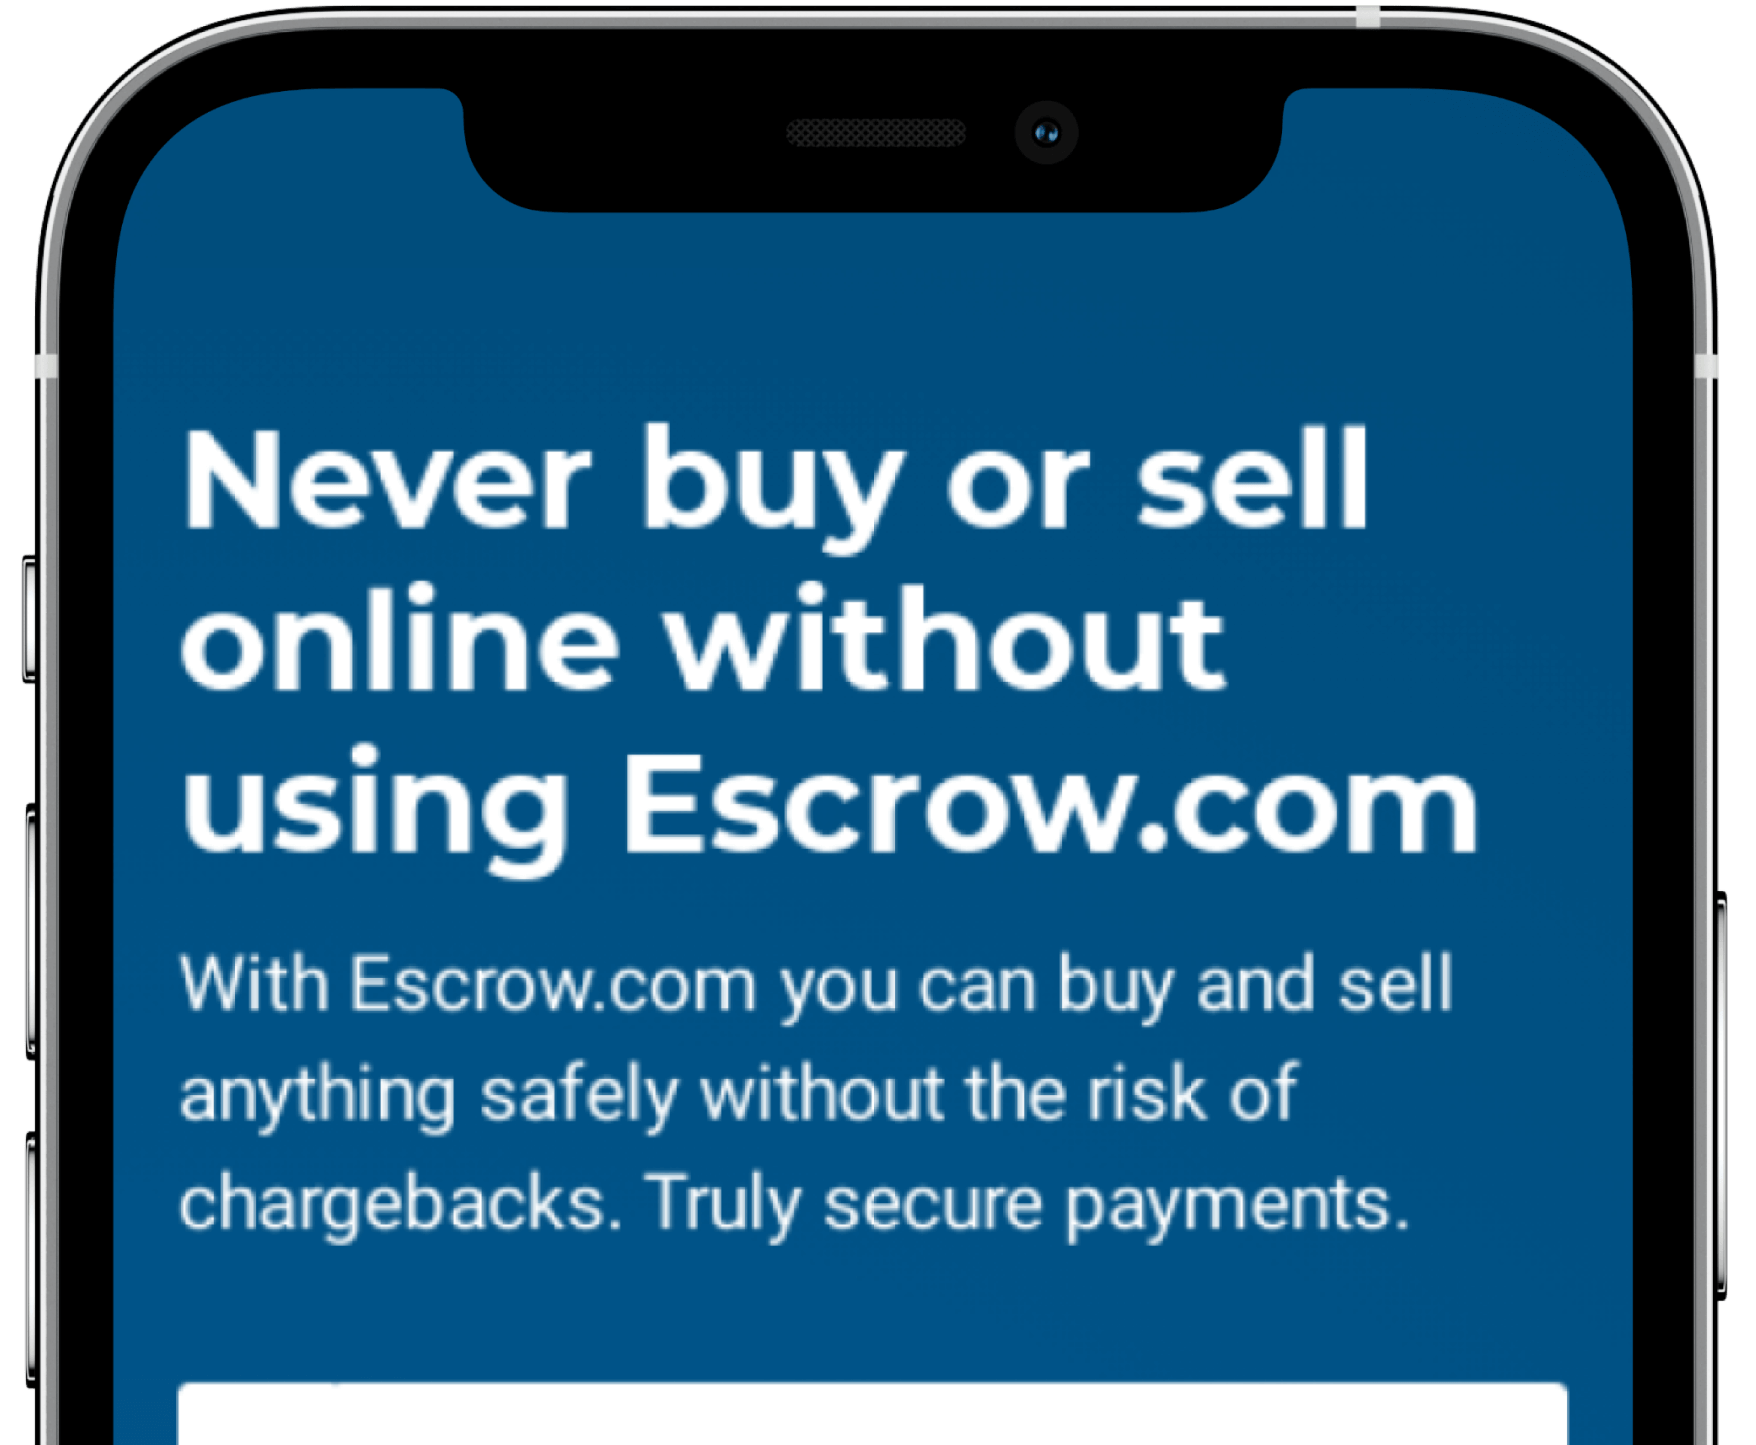 Never buy or sell
online without
using Escrow.com
With Escrow.com you can buy and sell
anything safely without the risk of
chargebacks. Truly secure payments.